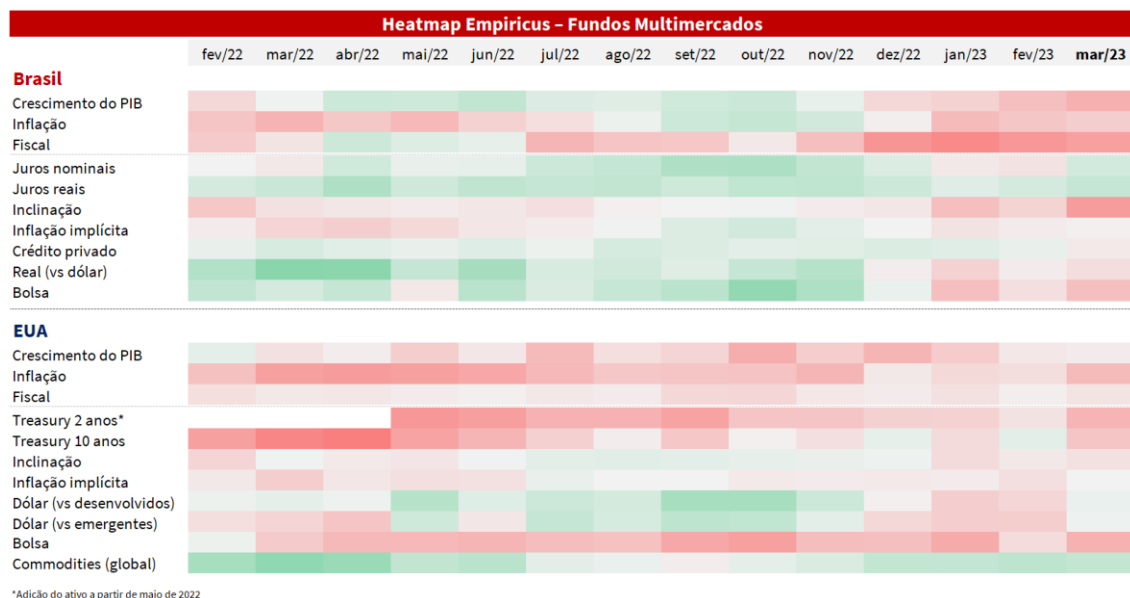 Heatmap Empiricus – Fundos Multimercados
fev/22 mar/22 abr/22 mai/22 jun/22 jul/22 ago/22 set/22 out/22 nov/22 dez/22 jan/23 fev/23 mar/23
Brasil
Crescimento do PIB
Inflação
Fiscal
Juros nominais
Juros reais
Inclinação
Inflação implícita
Crédito privado
Real (vs dólar)
Bolsa
EUA
Crescimento do PIB
Inflação
Fiscal
Treasury 2 anos*
Treasury 10 anos
Inclinação
Inflação implícita
Dólar (vs desenvolvidos)
Dólar (vs emergentes)
Bolsa
Commodities (global)
*Adição do ativo a partir de maio de 2022